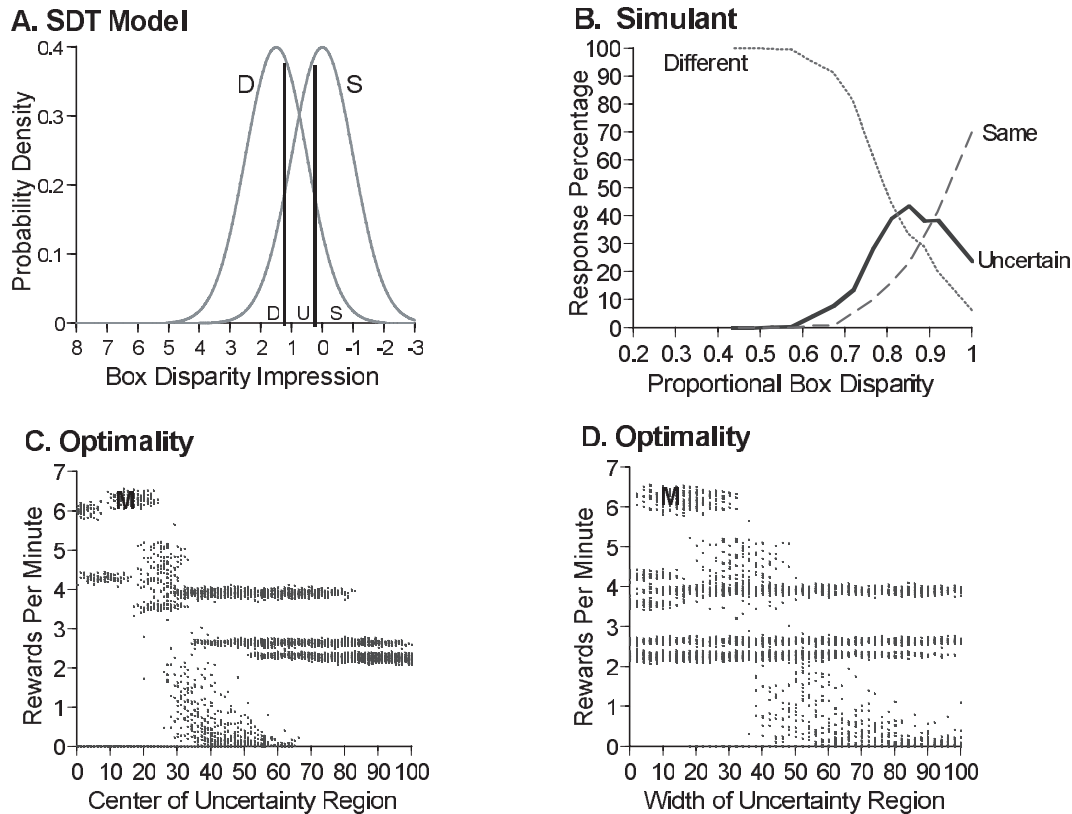 A. SDT Model
0.4
0.3
0.2
0.1
0
Probability Density
D
S
D U S
8 7 6 5 4 3 2 1 0 -1 -2 -3
Box Disparity Impression
B. Simulant
100
90
80
70
60
50
40
30
20
10
0
Response Percentage
Different
Same
Uncertain
0.2 0.3 0.4 0.5 0.6 0.7 0.8 0.9 1
Proportional Box Disparity
C. Optimality
7
6
5
4
3
2
1
0
Rewards Per Minute
M
0 10 20 30 40 50 60 70 80 90 100
Center of Uncertainty Region
D. Optimality
7
6
5
4
3
2
1
0
Rewards Per Minute
M
0 10 20 30 40 50 60 70 80 90 100
Width of Uncertainty Region